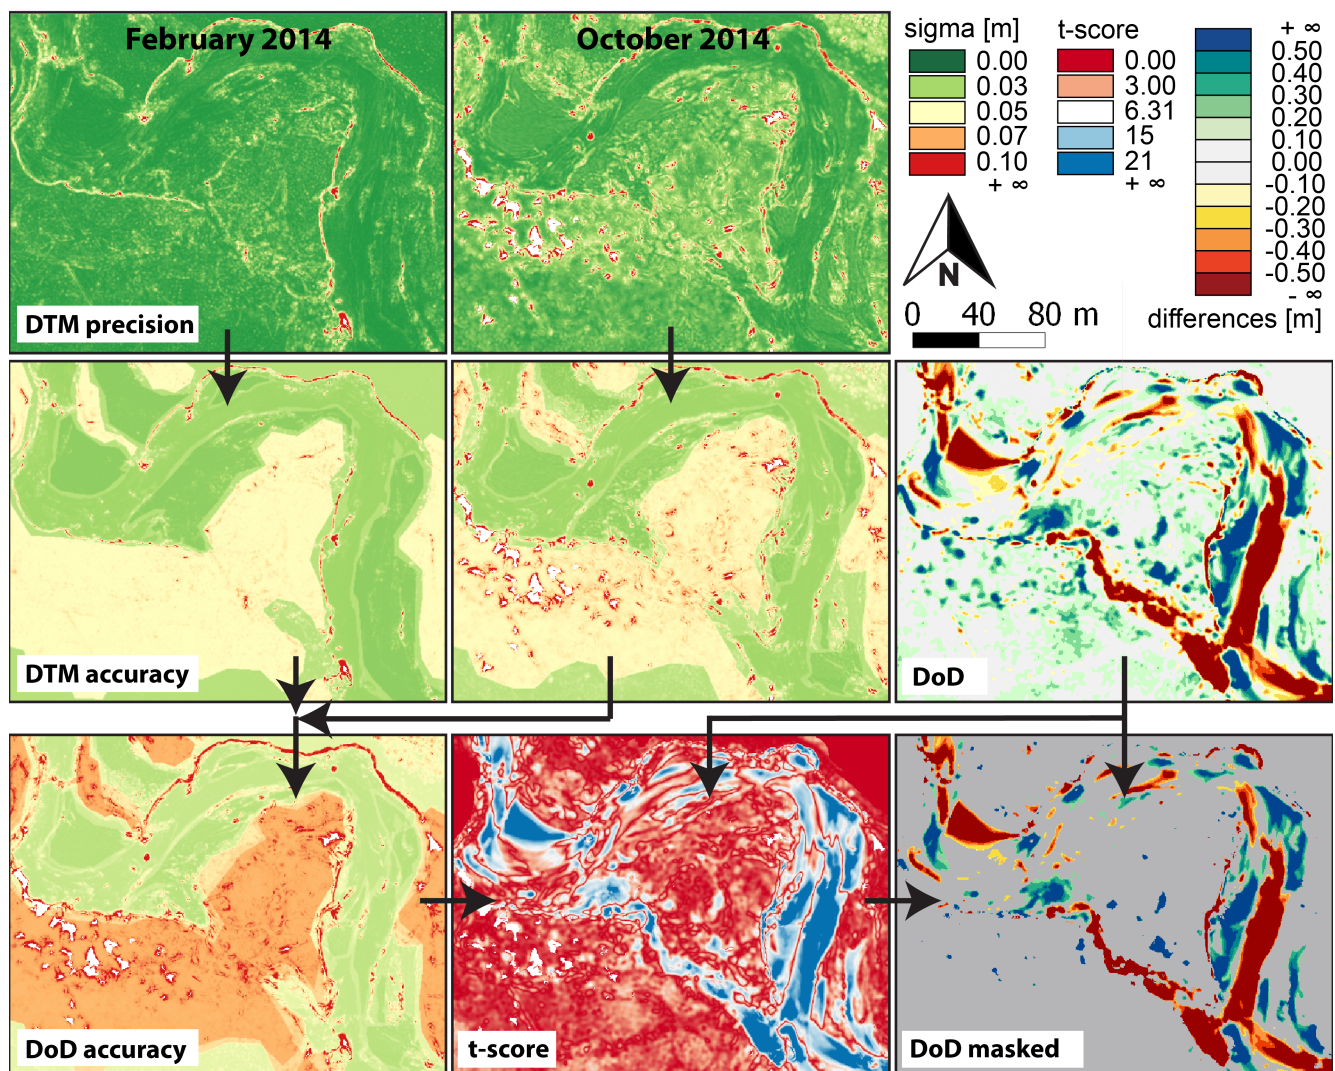 February 2014
DTM precision
October 2014
sigma [m]
0.00
0.03
0.05
0.07
0.10
+ ∞
t-score
0.00
3.00
6.31
15
21
+ ∞
+ ∞
0.50
0.40
0.30
0.20
0.10
0.00
-0.10
-0.20
-0.30
-0.40
-0.50
- ∞
differences [m]
N
0 40 80 m
DTM accuracy
DoD
DoD accuracy
t-score
DoD masked